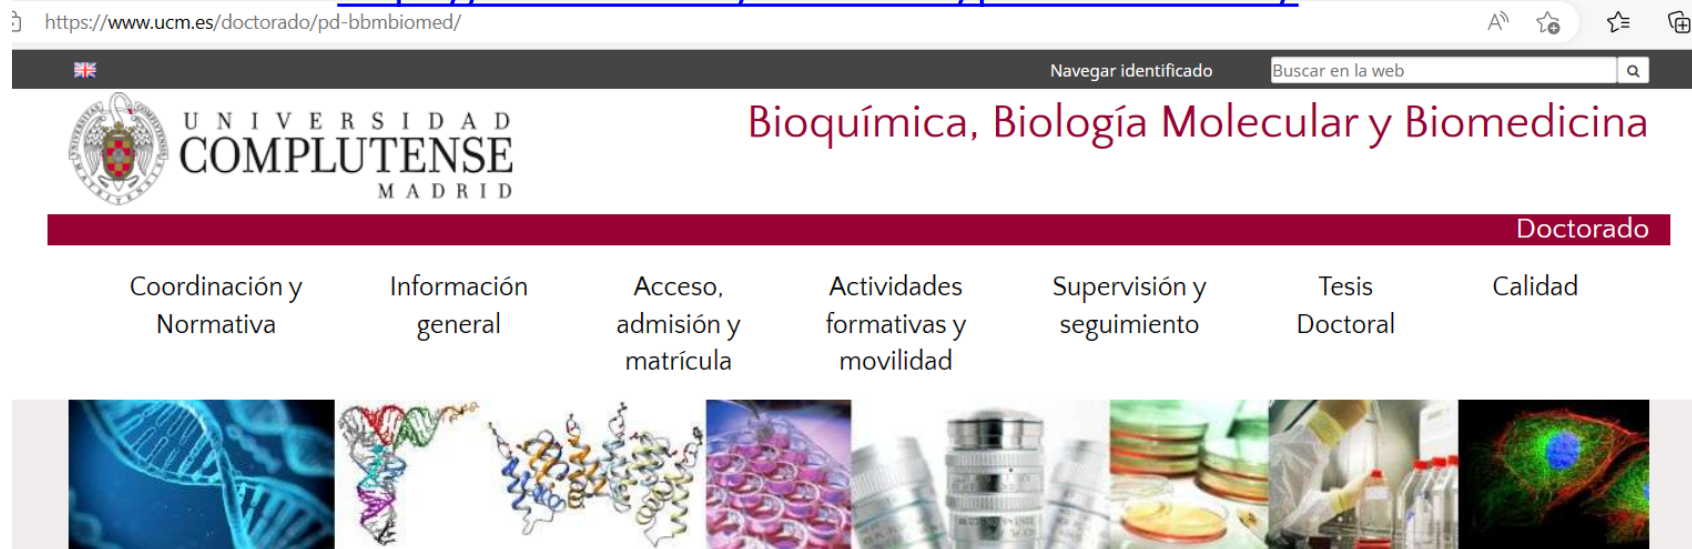 https://www.ucm.es/doctorado/pd-bbmbiomed/
Navegar identificado
Buscar en la web
UNIVERSIDAD
COMPLUTENSE
MADRID
Bioquímica, Biología Molecular y Biomedicina
Doctorado
Coordinación y
Normativa
Información
general
Acceso,
admisión y
matrícula
Actividades
formativas y
movilidad
Supervisión y
seguimiento
Tesis
Doctoral
Calidad